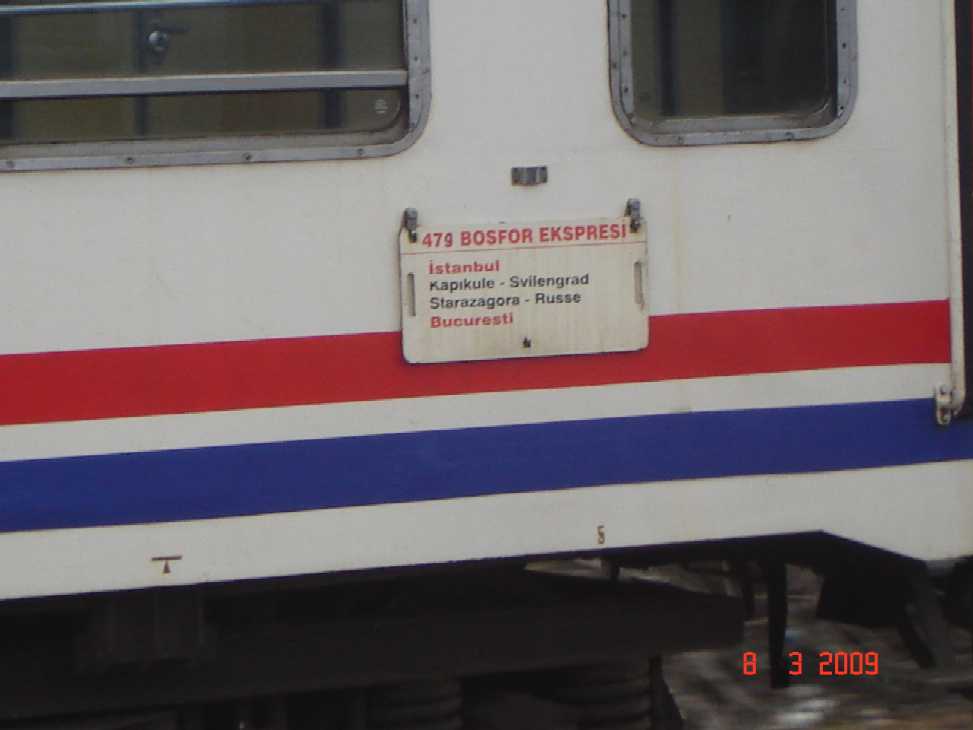 479 BOSFOR EKSPRESİ
İstanbul
Kapıkule - Svilengrad
Starazagora - Russe
Bucuresti
8 3 2009